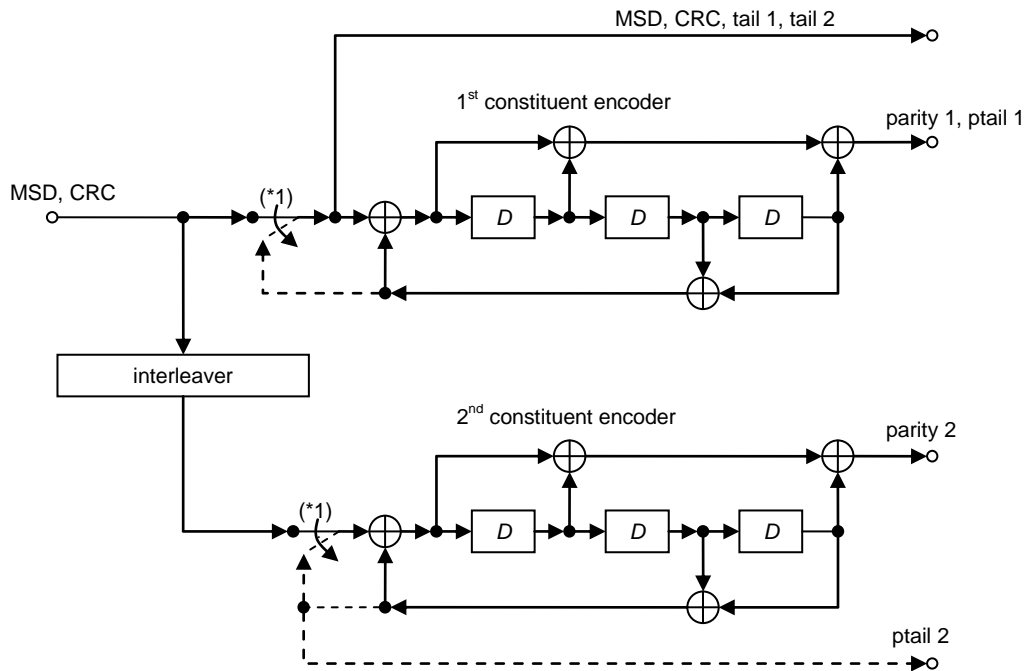 MSD, CRC, tail 1, tail 2
1st constituent encoder
parity 1, ptail 1
MSD, CRC
(*1)
D
D
D
interleaver
2nd constituent encoder
parity 2
(*1)
D
D
D
ptail 2